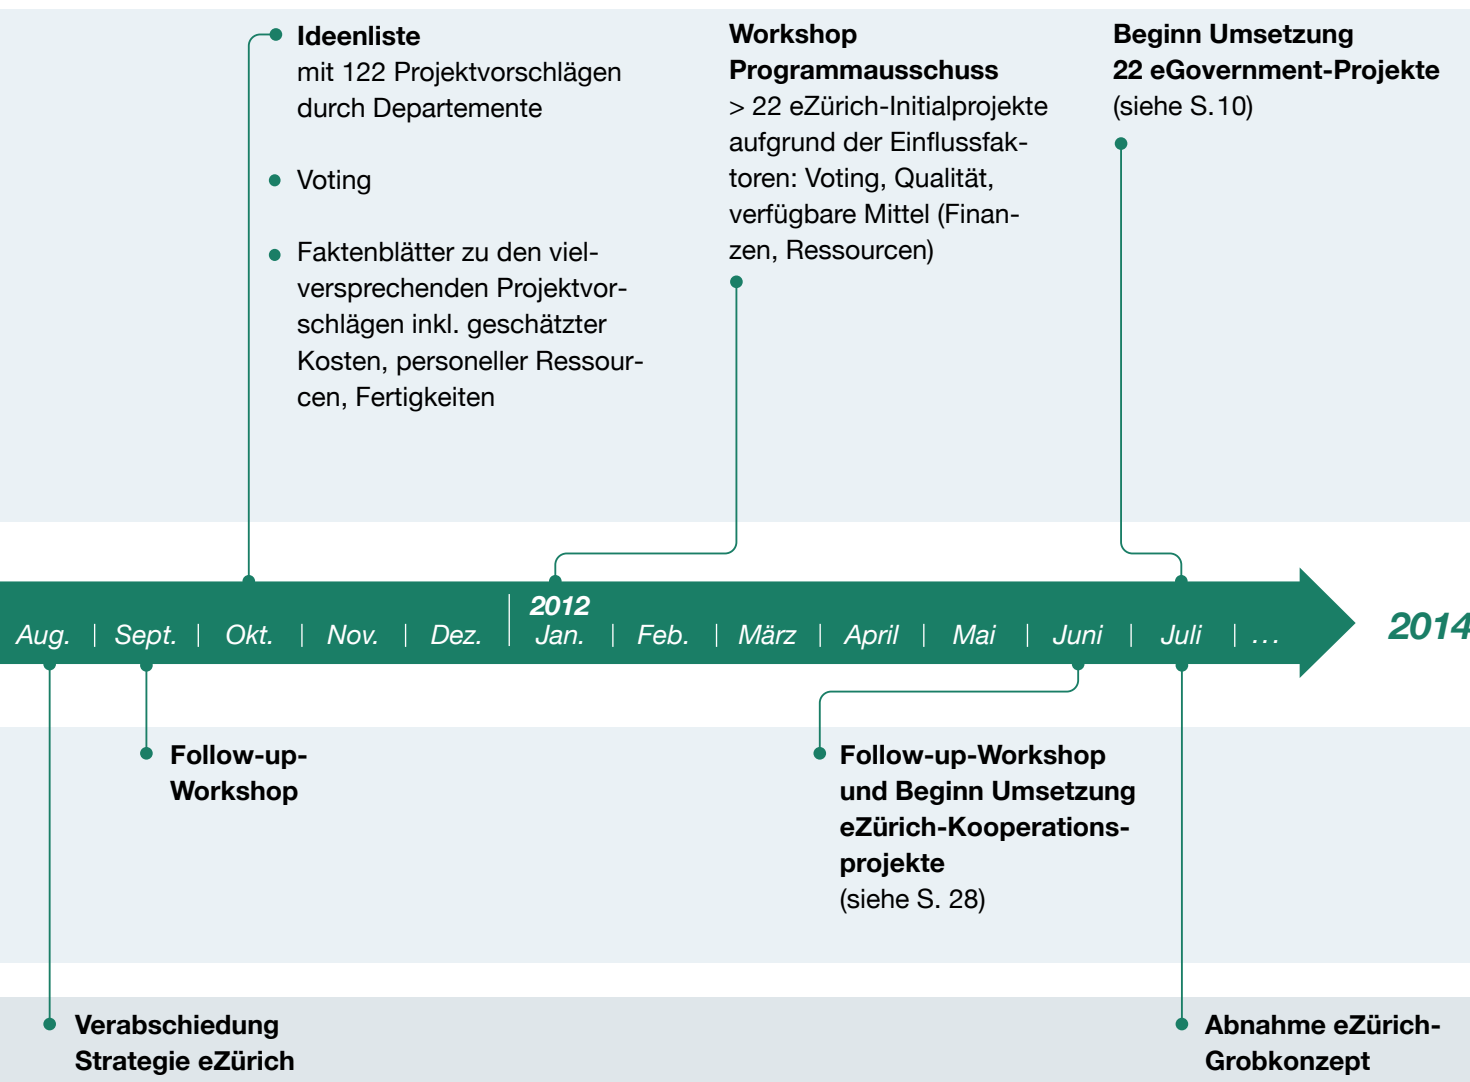 Ideenliste
mit 122 Projektvorschlägen
durch Departemente
Voting
Faktenblätter zu den viel-
versprechenden Projektvor-
schlägen inkl. geschätzter
Kosten, personeller Ressour-
cen, Fertigkeiten
Workshop
Programmausschuss
> 22 eZürich-Initialprojekte
aufgrund der Einflussfak-
toren: Voting, Qualität,
verfügbare Mittel (Finan-
zen, Ressourcen)
Beginn Umsetzung
22 eGovernment-Projekte
(siehe S. 10)
2012
Aug. | Sept. | Okt. | Nov. | Dez. | Jan. | Feb. | März | April | Mai | Juni | Juli | ...
2014
Follow-up-
Workshop
Follow-up-Workshop
und Beginn Umsetzung
eZürich-Kooperations-
projekte
(siehe S. 28)
Verabschiedung
Strategie eZürich
Abnahme eZürich-
Grobkonzept